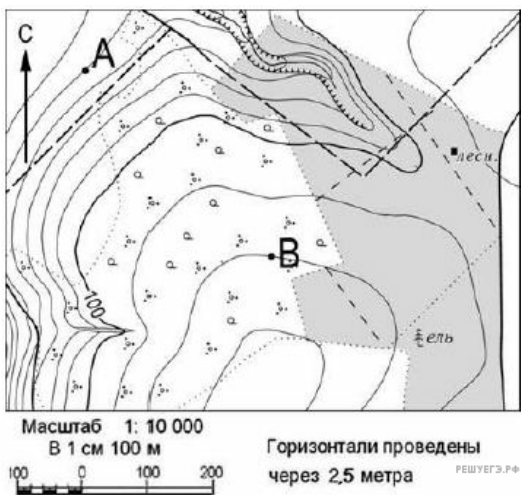 С
А
лесн.
В
100
ель
Масштаб 1: 10 000
В 1 см 100 м
Горизонтали проведены
через 2,5 метра
100 0 100 200
РЕШУЕГЭ.РФ